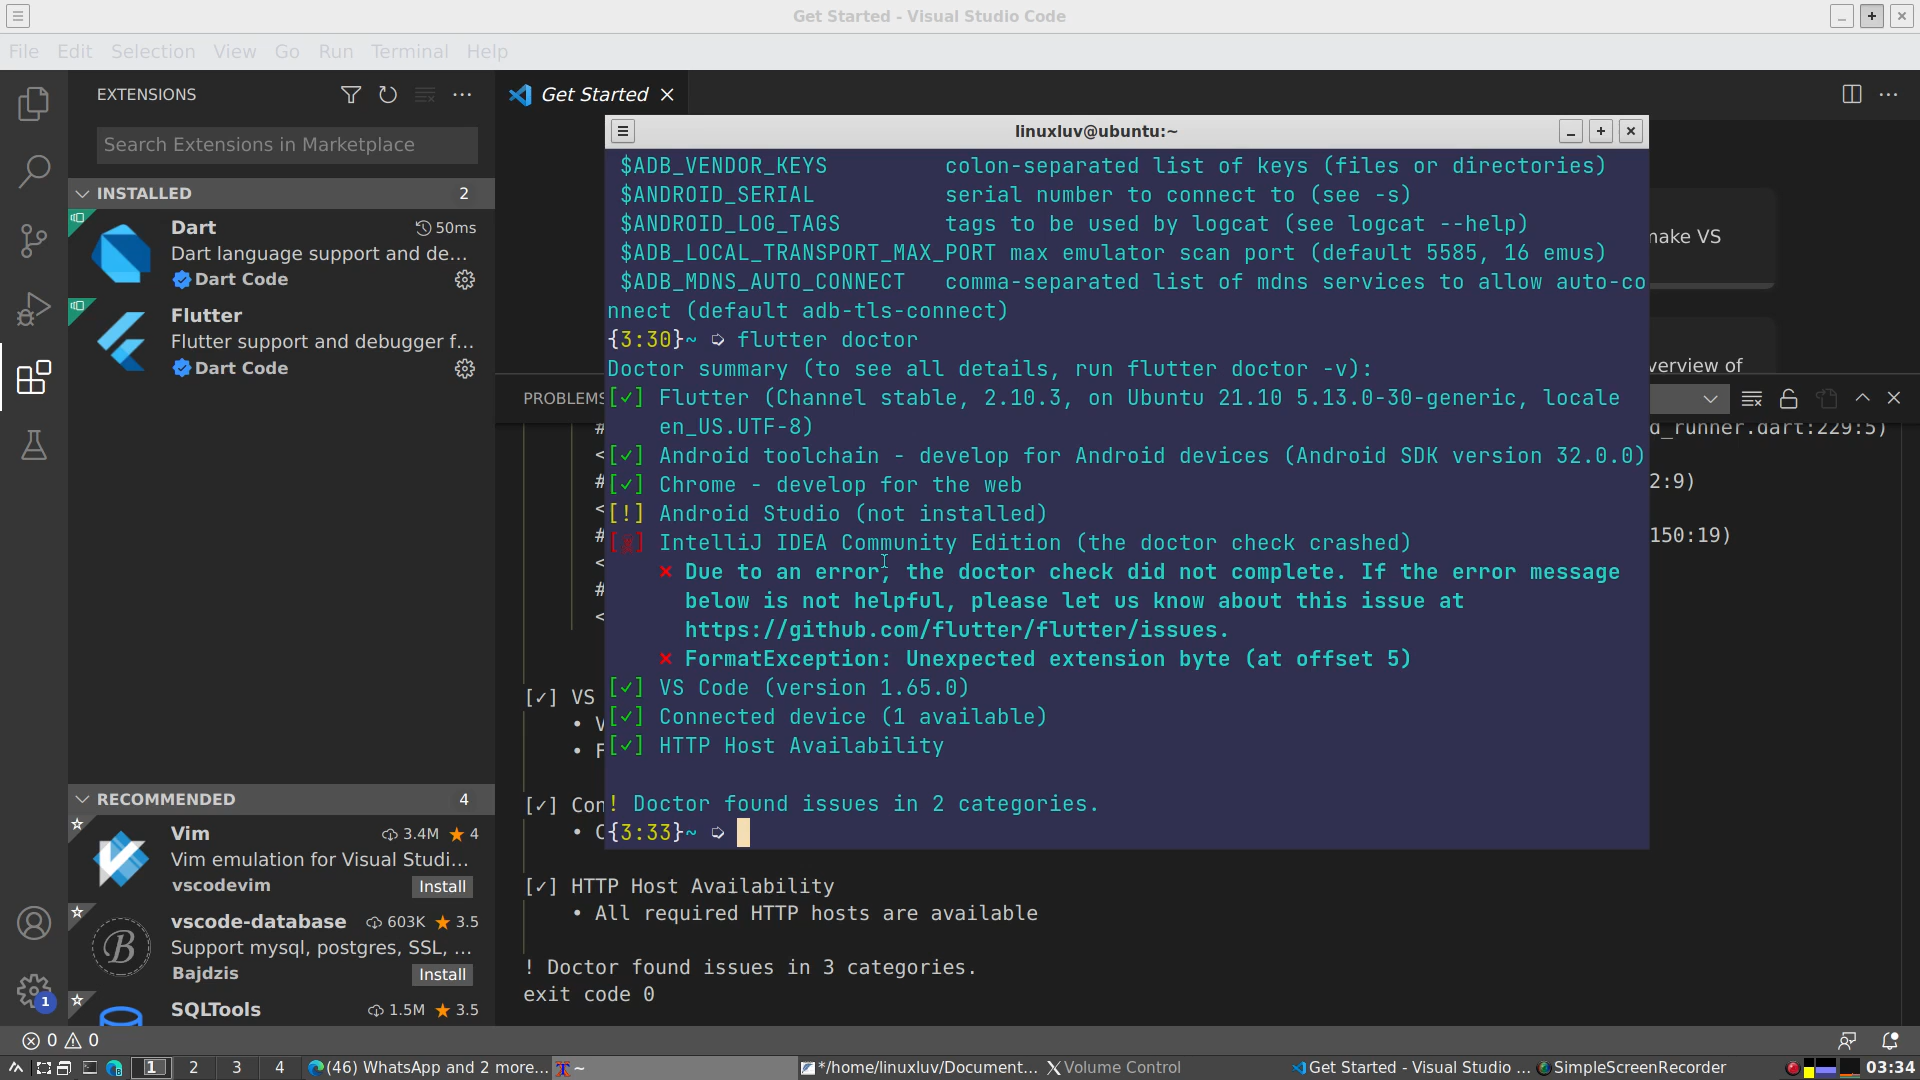 Get Started - Visual Studio Code
File Edit Selection View Go Run Terminal Help
EXTENSIONS
Get Started
Search Extensions in Marketplace
INSTALLED 2
Dart 50ms
Dart language support and de...
Dart Code
Flutter
Flutter support and debugger f...
Dart Code
RECOMMENDED 4
Vim 3.4M ★ 4
Vim emulation for Visual Studi...
vscodevim Install
vscode-database 603K ★ 3.5
Support mysql, postgres, SSL, ...
Bajdzis Install
SQLTools 1.5M ★ 3.5
linuxluv@ubuntu:~
$ADB_VENDOR_KEYS colon-separated list of keys (files or directories)
$ANDROID_SERIAL serial number to connect to (see -s)
$ANDROID_LOG_TAGS tags to be used by logcat (see logcat --help)
$ADB_LOCAL_TRANSPORT_MAX_PORT max emulator scan port (default 5585, 16 emus)
$ADB_MDNS_AUTO_CONNECT comma-separated list of mdns services to allow auto-co
nnect (default adb-tls-connect)
{3:30}~ ➭ flutter doctor
Doctor summary (to see all details, run flutter doctor -v):
[✓] Flutter (Channel stable, 2.10.3, on Ubuntu 21.10 5.13.0-30-generic, locale
en_US.UTF-8)
[✓] Android toolchain - develop for Android devices (Android SDK version 32.0.0)
[✓] Chrome - develop for the web
[!] Android Studio (not installed)
[☠] IntelliJ IDEA Community Edition (the doctor check crashed)
✗ Due to an error, the doctor check did not complete. If the error message
below is not helpful, please let us know about this issue at
https://github.com/flutter/flutter/issues.
✗ FormatException: Unexpected extension byte (at offset 5)
[✓] VS Code (version 1.65.0)
[✓] Connected device (1 available)
[✓] HTTP Host Availability
! Doctor found issues in 2 categories.
{3:33}~ ➭
make VS
verview of
PROBLEMS
d_runner.dart:229:5)
#
<
#
2:9)
<
#
150:19)
<
#
<
[✓] VS
• V
• F
[✓] Con
• C
[✓] HTTP Host Availability
• All required HTTP hosts are available
! Doctor found issues in 3 categories.
exit code 0
1
0 0
1 2 3 4 (46) WhatsApp and 2 more... ~ */home/linuxluv/Document... Volume Control Get Started - Visual Studio ... SimpleScreenRecorder 03:34